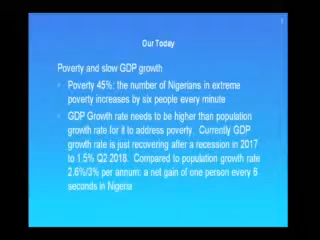 Our Today
Poverty and slow GDP growth
• Poverty 45%: the number of Nigerians in extreme
poverty increases by six people every minute
• GDP Growth rate needs to be higher than population
growth rate for it to address poverty. Currently GDP
growth rate is just recovering after a recession in 2017
to 1.5% Q2 2018. Compared to population growth rate
2.6%/3% per annum: a net gain of one person every 6
seconds in Nigeria